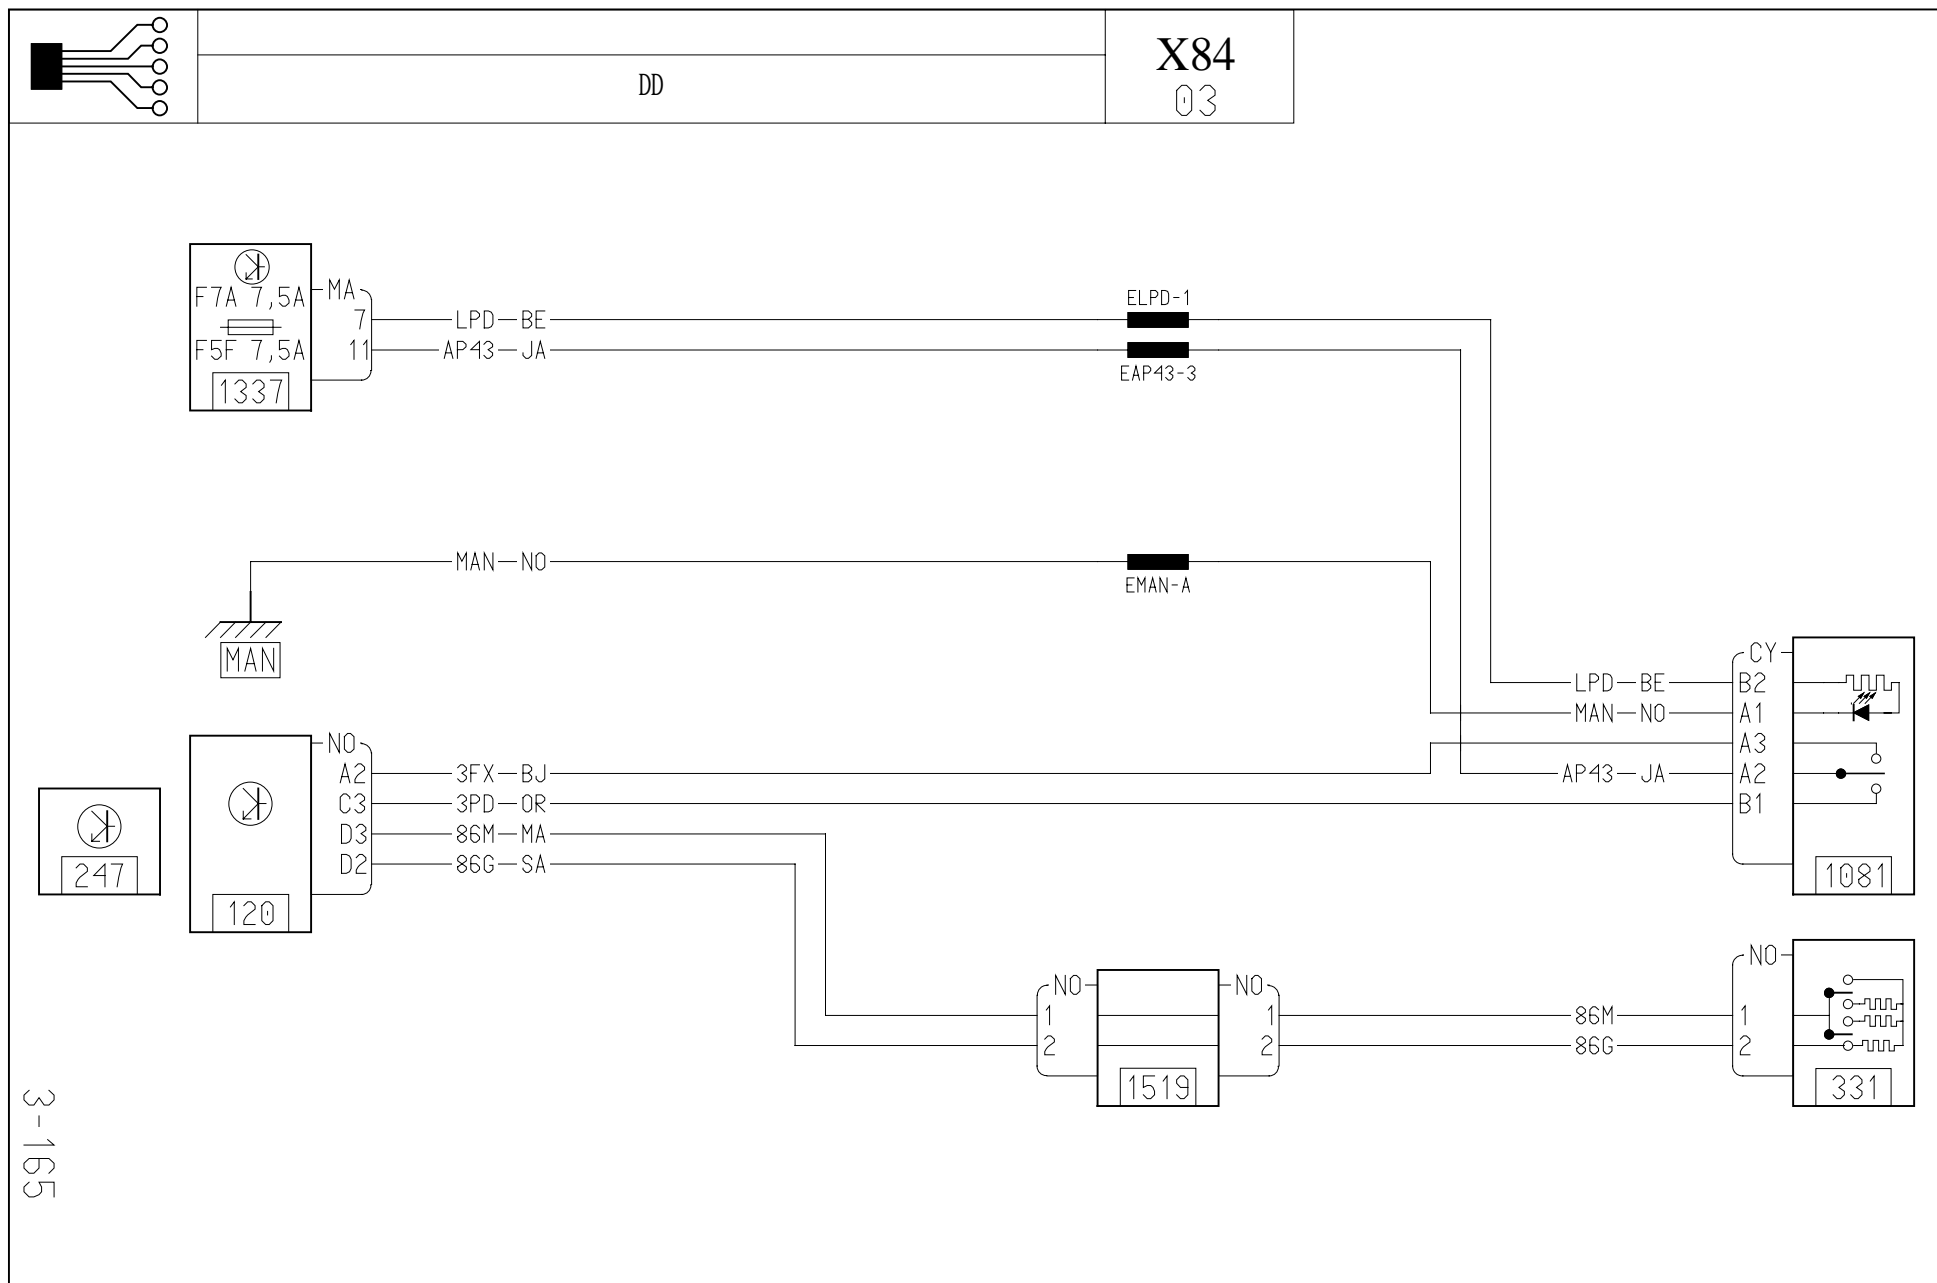 DD
X84
03
F7A 7,5A
F5F 7,5A
1337
MA
7 LPD BE ELPD-1
11 AP43 JA EAP43-3
MAN NO EMAN-A
MAN
CY
LPD BE B2
MAN NO A1
A3
AP43 JA A2
B1
1081
NO
A2 3FX BJ
C3 3PD OR
D3 86M MA
D2 86G SA
247
120
NO NO
1 1
2 2
1519
NO
86M 1
86G 2
331
3-165